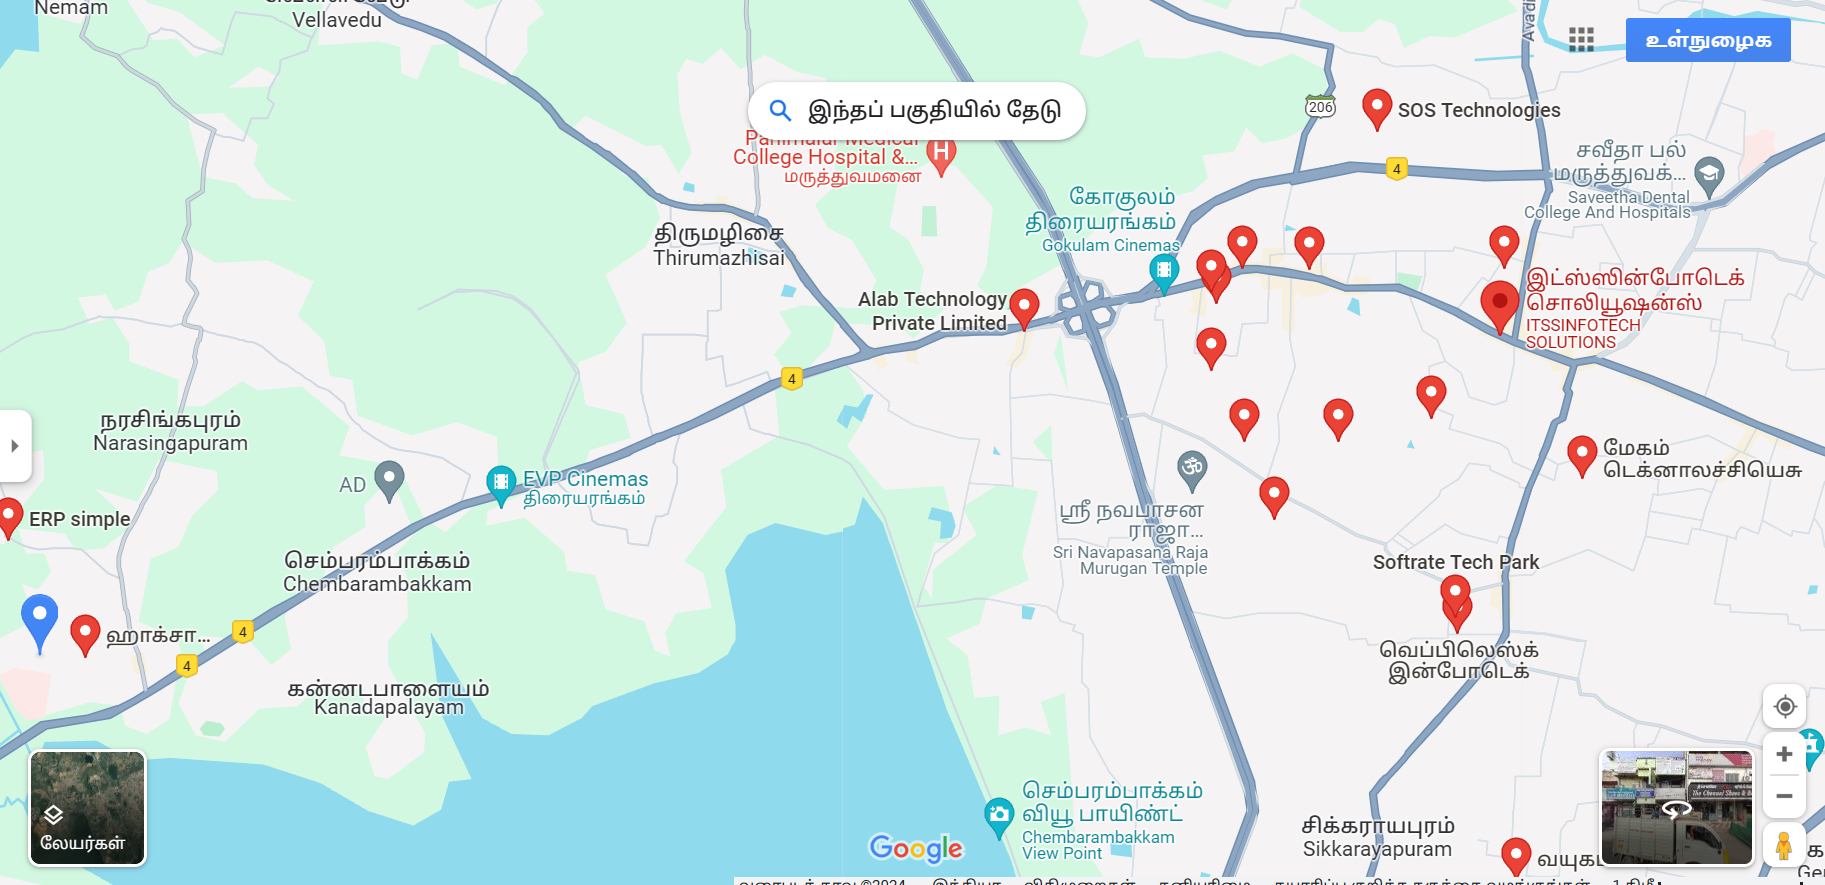 Nemam
Vellavedu
Avadi
உள்நுழைக
இந்தப் பகுதியில் தேடு
206
SOS Technologies
Panimalar Medical
College Hospital &...
மருத்துவமனை
4
சவீதா பல்
மருத்துவக்...
Saveetha Dental
College And Hospitals
கோகுலம்
திரையரங்கம்
Gokulam Cinemas
திருமழிசை
Thirumazhisai
Alab Technology
Private Limited
இட்ஸ்ஸின்போடெக்
சொலியூஷன்ஸ்
ITSSINFOTECH
SOLUTIONS
4
நரசிங்கபுரம்
Narasingapuram
AD
EVP Cinemas
திரையரங்கம்
மேகம்
டெக்னாலச்சியெசு
ERP simple
ஸ்ரீ நவபாசன
ராஜா...
Sri Navapasana Raja
Murugan Temple
செம்பரம்பாக்கம்
Chembarambakkam
Softrate Tech Park
ஹாக்சா...
4
4
வெப்பிலெஸ்க்
இன்போடெக்
கன்னடபாளையம்
Kanadapalayam
செம்பரம்பாக்கம்
வியூ பாயிண்ட்
Chembarambakkam
View Point
சிக்கராயபுரம்
Sikkarayapuram
லேயர்கள்
Google